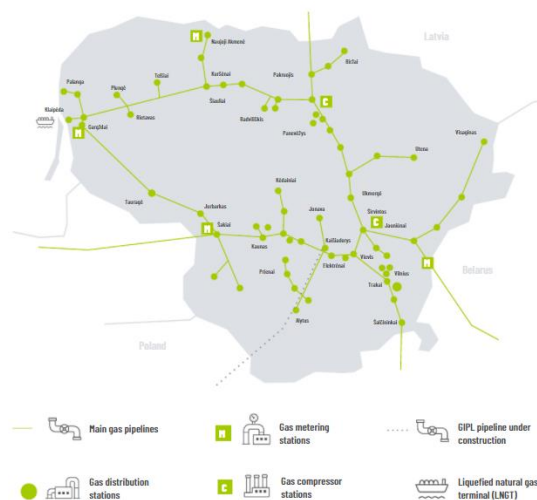 Latvia
M
Naujoji Akmenė
Biržai
Palanga
Telšiai
Kuršėnai
Pakruojis
Mažeikiai
Klaipėda
Plungė
Rietavas
Šiauliai
Radviliškis
C
Panevėžys
Visaginas
Gargždai
M
Utena
Kėdainiai
Ukmergė
Tauragė
Jurbarkas
Jonava
Širvintos
C
Jauniūnai
M
Šakiai
Kaunas
Kaišiadorys
Elektrėnai
Vievis
M
Prienai
Vilnius
Belarus
Trakai
Alytus
Šalčininkai
Poland
Main gas pipelines
M
Gas metering
stations
GIPL pipeline under
construction
Gas distribution
stations
C
Gas compressor
stations
Liquefied natural gas
terminal (LNGT)